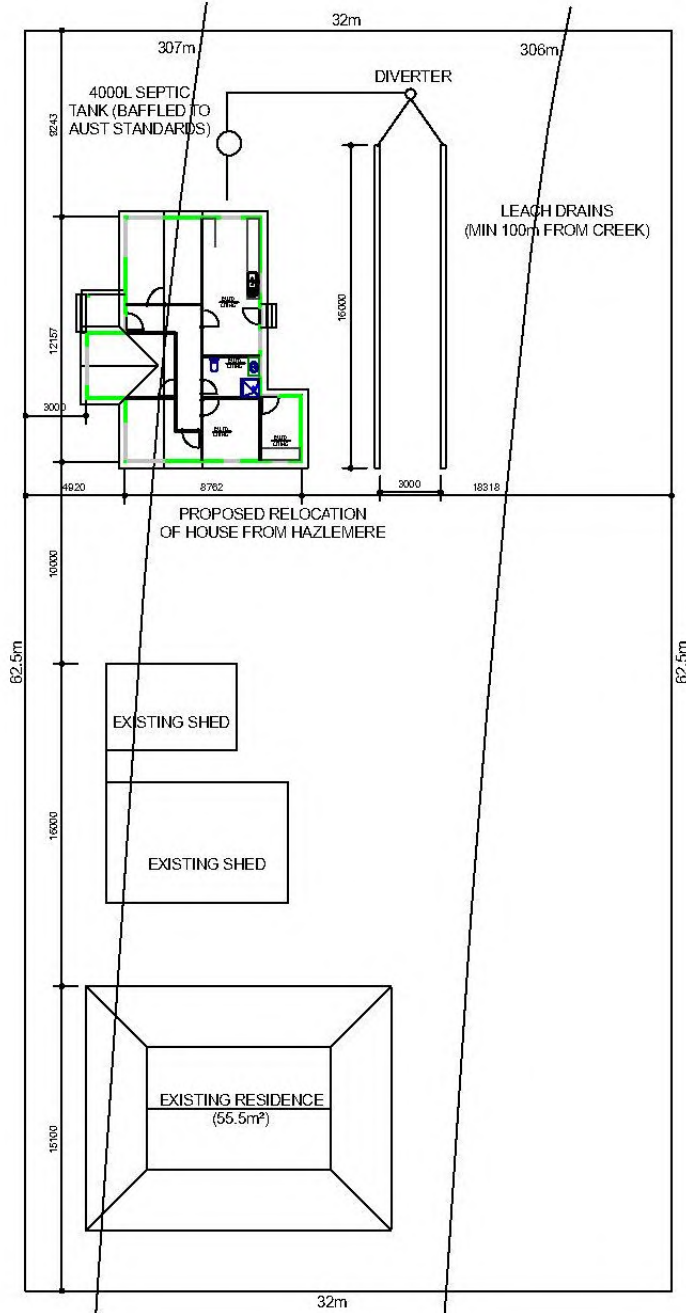 32m
307m
306m
DIVERTER
4000L SEPTIC
TANK (BAFFLED TO
AUST STANDARDS)
9243
LEACH DRAINS
(MIN 100m FROM CREEK)
16000
12157
3000
4920
8762
3000
18318
PROPOSED RELOCATION
OF HOUSE FROM HAZLEMERE
10000
62.5m
62.5m
EXISTING SHED
16000
EXISTING SHED
EXISTING RESIDENCE
(55.5m²)
15100
32m